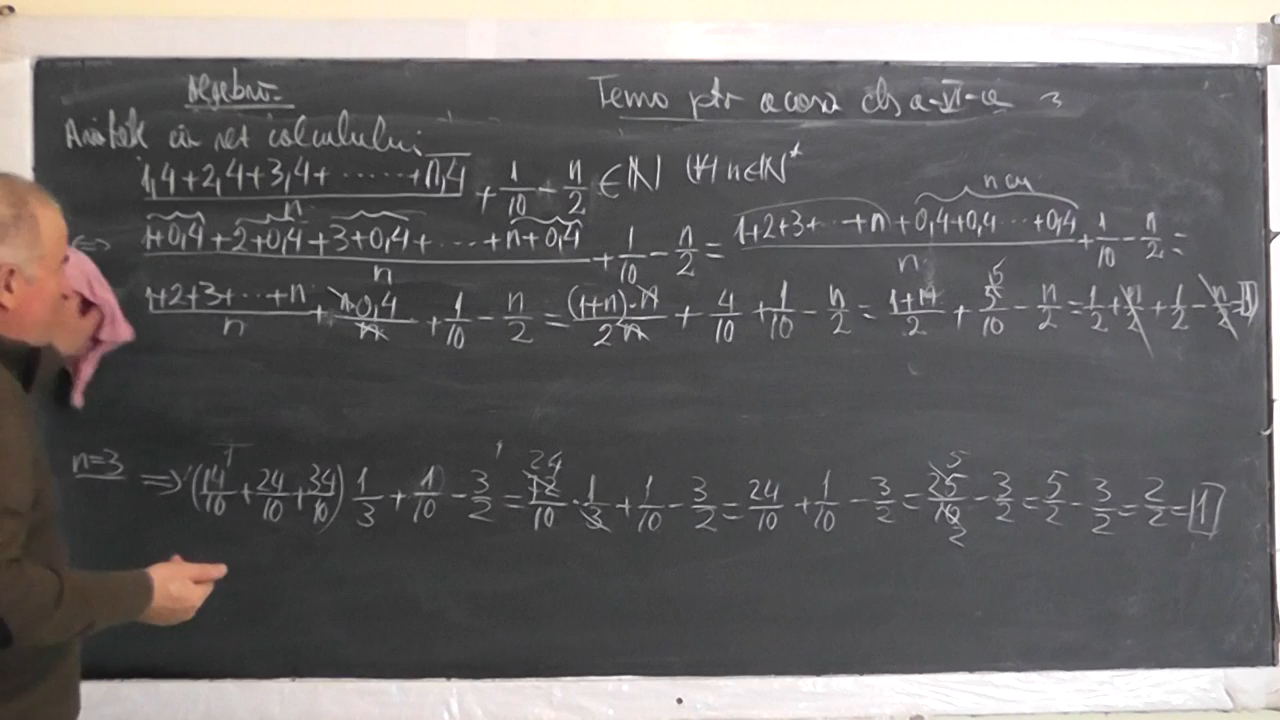 Algebră.
Temă ptr acasă cls a-VI-a
Arătați că rez calculului:
(1,4+2,4+3,4+ ...... +n,4)/n + 1/10 - n/2 ∈ ℕ (∀) n∈ℕ*
⇔ (1+0,4+2+0,4+3+0,4+ ... +n+0,4)/n + 1/10 - n/2 = (1+2+3+ ... +n+0,4+0,4 ... +0,4)/n + 1/10 - n/2 =
(1+2+3+ ... +n)/n + (n·0,4)/n + 1/10 - n/2 = ((1+n)·n)/(2n) + 4/10 + 1/10 - n/2 = (1+n)/2 + 5/10 - n/2 = 1/2 + n/2 + 1/2 - n/2 = 1
n=3 ⇒ (14/10 + 24/10 + 34/10) 1/3 + 1/10 - 3/2 = 72/10 · 1/3 + 1/10 - 3/2 = 24/10 + 1/10 - 3/2 = 25/10 - 3/2 = 5/2 - 3/2 = 2/2 = 1